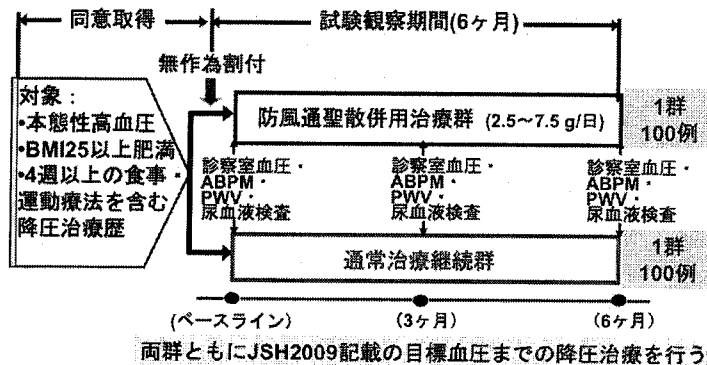 同意取得
試験観察期間(6ヶ月)
無作為割付
対象：
•本態性高血圧
•BMI25以上肥満
•4週以上の食事・
運動療法を含む
降圧治療歴
防風通聖散併用治療群 (2.5～7.5 g/日)
1群
100例
診察室血圧・
ABPM・
PWV・
尿血液検査
診察室血圧・
ABPM・
PWV・
尿血液検査
診察室血圧・
ABPM・
PWV・
尿血液検査
通常治療継続群
1群
100例
(ベースライン)
(3ヶ月)
(6ヶ月)
両群ともにJSH2009記載の目標血圧までの降圧治療を行う